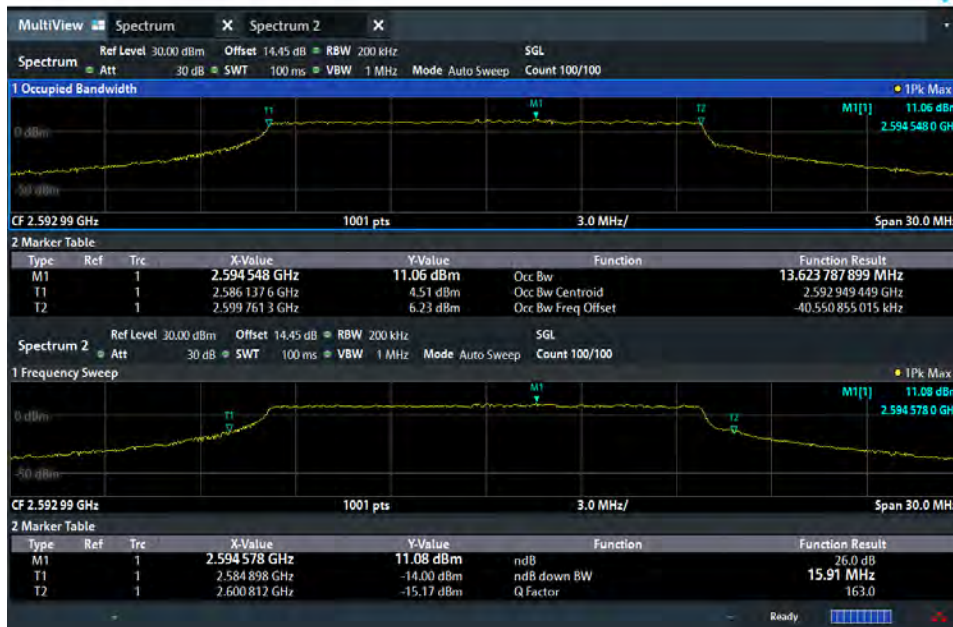 MultiView Spectrum X Spectrum 2 X
Spectrum Ref Level 30.00 dBm Offset 14.45 dB RBW 200 kHz SGL
Att 30 dB SWT 100 ms VBW 1 MHz Mode Auto Sweep Count 100/100
1 Occupied Bandwidth 1Pk Max
T1 M1 T2 M1[1] 11.06 dBr
0 dBm 2.594 548 0 GH
-50 dBm
CF 2.592 99 GHz 1001 pts 3.0 MHz/ Span 30.0 MH
2 Marker Table
Type Ref Trc X-Value Y-Value Function Function Result
M1 1 2.594 548 GHz 11.06 dBm Occ Bw 13.623 787 899 MHz
T1 1 2.586 137 6 GHz 4.51 dBm Occ Bw Centroid 2.592 949 449 GHz
T2 1 2.599 761 3 GHz 6.23 dBm Occ Bw Freq Offset -40.550 855 015 kHz
Spectrum 2 Ref Level 30.00 dBm Offset 14.45 dB RBW 200 kHz SGL
Att 30 dB SWT 100 ms VBW 1 MHz Mode Auto Sweep Count 100/100
1 Frequency Sweep 1Pk Max
M1 M1[1] 11.08 dBr
0 dBm T1 T2 2.594 578 0 GH
-50 dBm
CF 2.592 99 GHz 1001 pts 3.0 MHz/ Span 30.0 MH
2 Marker Table
Type Ref Trc X-Value Y-Value Function Function Result
M1 1 2.594 578 GHz 11.08 dBm ndB 26.0 dB
T1 1 2.584 898 GHz -14.00 dBm ndB down BW 15.91 MHz
T2 1 2.600 812 GHz -15.17 dBm Q Factor 163.0
Ready